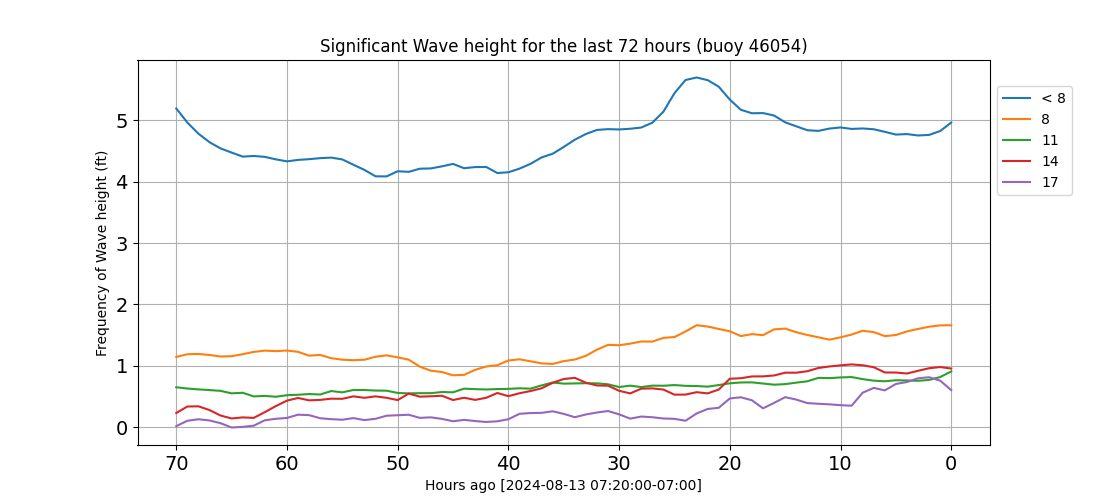 Significant Wave height for the last 72 hours (buoy 46054)
Frequency of Wave height (ft)
5
4
3
2
1
0
70 60 50 40 30 20 10 0
Hours ago [2024-08-13 07:20:00-07:00]
< 8
8
11
14
17